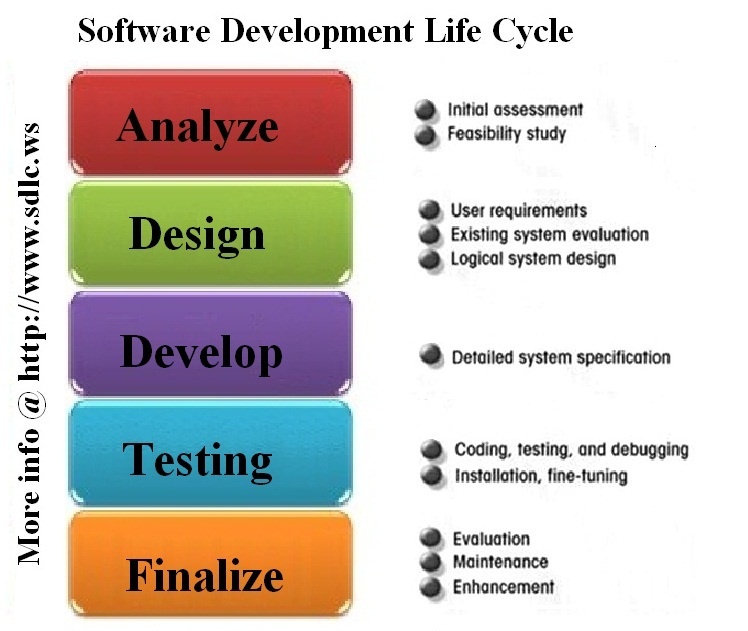 Software Development Life Cycle
More info @ http://www.sdlc.ws
Analyze
Initial assessment
Feasibility study
Design
User requirements
Existing system evaluation
Logical system design
Develop
Detailed system specification
Testing
Coding, testing, and debugging
Installation, fine-tuning
Finalize
Evaluation
Maintenance
Enhancement